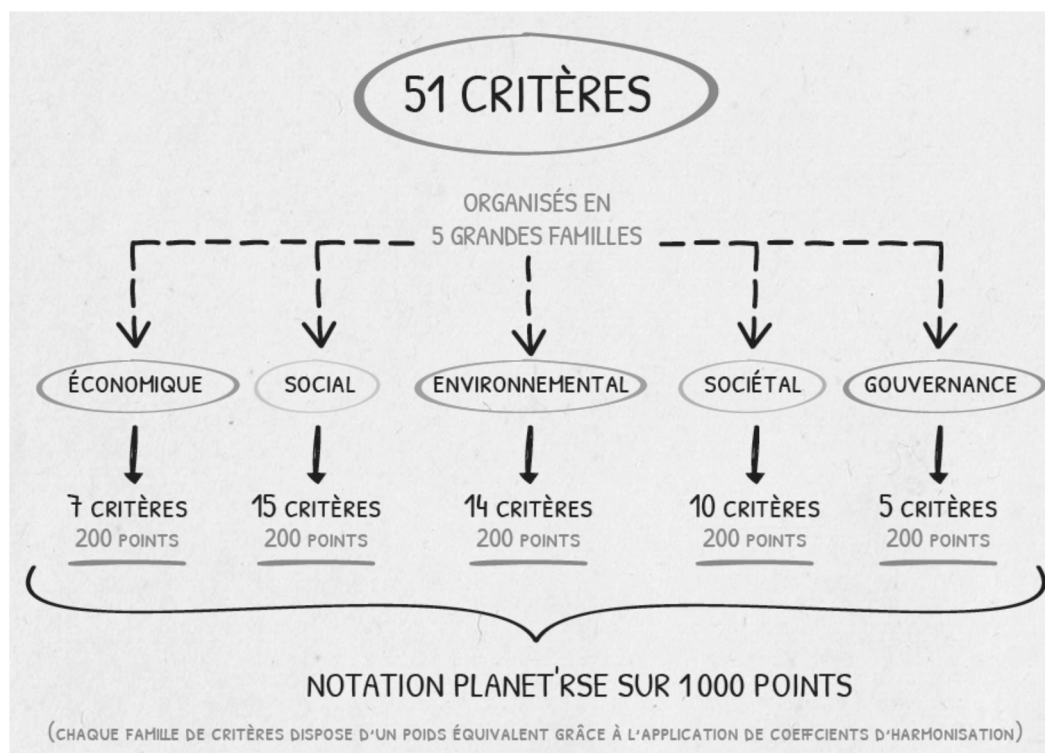 51 CRITÈRES
ORGANISÉS EN
5 GRANDES FAMILLES
ÉCONOMIQUE
SOCIAL
ENVIRONNEMENTAL
SOCIÉTAL
GOUVERNANCE
7 CRITÈRES
15 CRITÈRES
14 CRITÈRES
10 CRITÈRES
5 CRITÈRES
200 POINTS
200 POINTS
200 POINTS
200 POINTS
200 POINTS
NOTATION PLANET'RSE SUR 1000 POINTS
(CHAQUE FAMILLE DE CRITÈRES DISPOSE D'UN POIDS ÉQUIVALENT GRÂCE À L'APPLICATION DE COEFFCIENTS D'HARMONISATION)